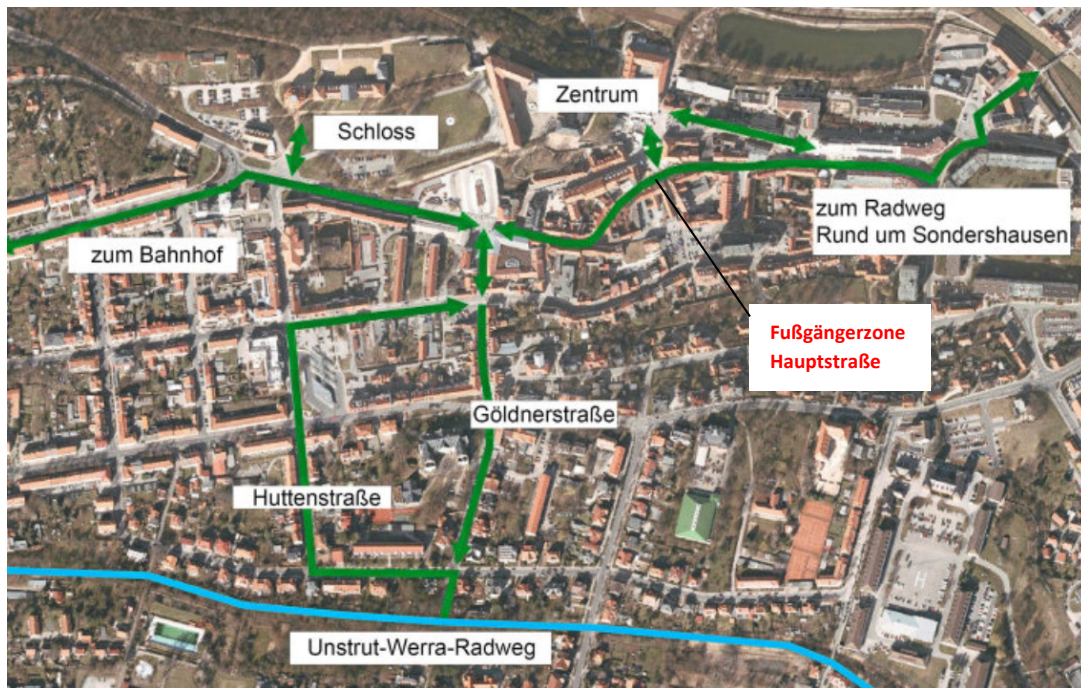 Zentrum
Schloss
zum Bahnhof
zum Radweg
Rund um Sondershausen
Fußgängerzone
Hauptstraße
Göldnerstraße
Huttenstraße
Unstrut-Werra-Radweg